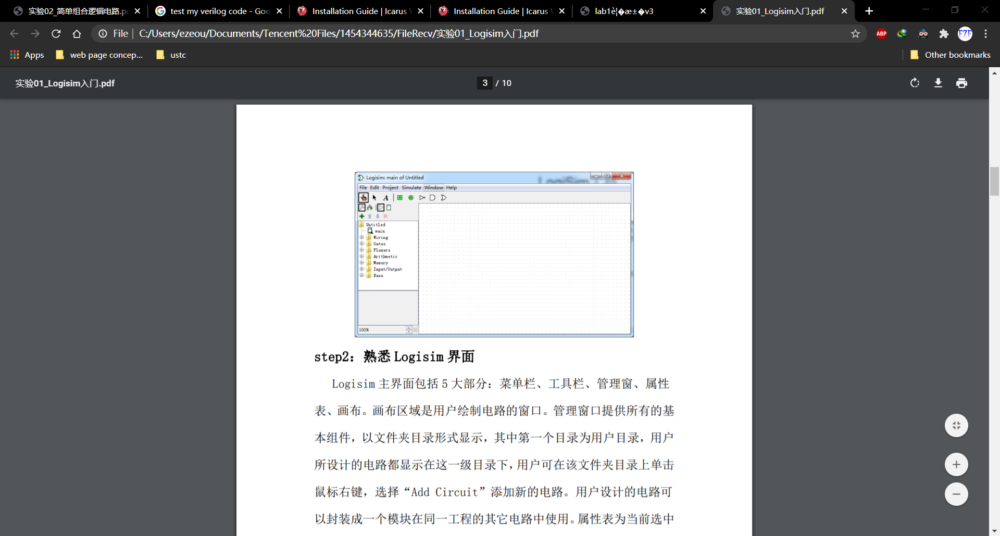 实验02_简单组合逻辑电路.p
test my verilog code - Goo
Installation Guide | Icarus
Installation Guide | Icarus
lab1è¦�æ±�v3
实验01_Logisim入门.pdf
File
C:/Users/ezeou/Documents/Tencent%20Files/1454344635/FileRecv/实验01_Logisim入门.pdf
ABP
EZE
Apps
web page concep...
ustc
Other bookmarks
实验01_Logisim入门.pdf
3 / 10
Logisim: main of Untitled
File Edit Project Simulate Window Help
A
Untitled
main
Wiring
Gates
Plexers
Arithmetic
Memory
Input/Output
Base
100%
step2：熟悉 Logisim 界面
Logisim 主界面包括 5 大部分：菜单栏、工具栏、管理窗、属性
表、画布。画布区域是用户绘制电路的窗口。管理窗口提供所有的基
本组件，以文件夹目录形式显示，其中第一个目录为用户目录，用户
所设计的电路都显示在这一级目录下，用户可在该文件夹目录上单击
鼠标右键，选择“Add Circuit”添加新的电路。用户设计的电路可
以封装成一个模块在同一工程的其它电路中使用。属性表为当前选中